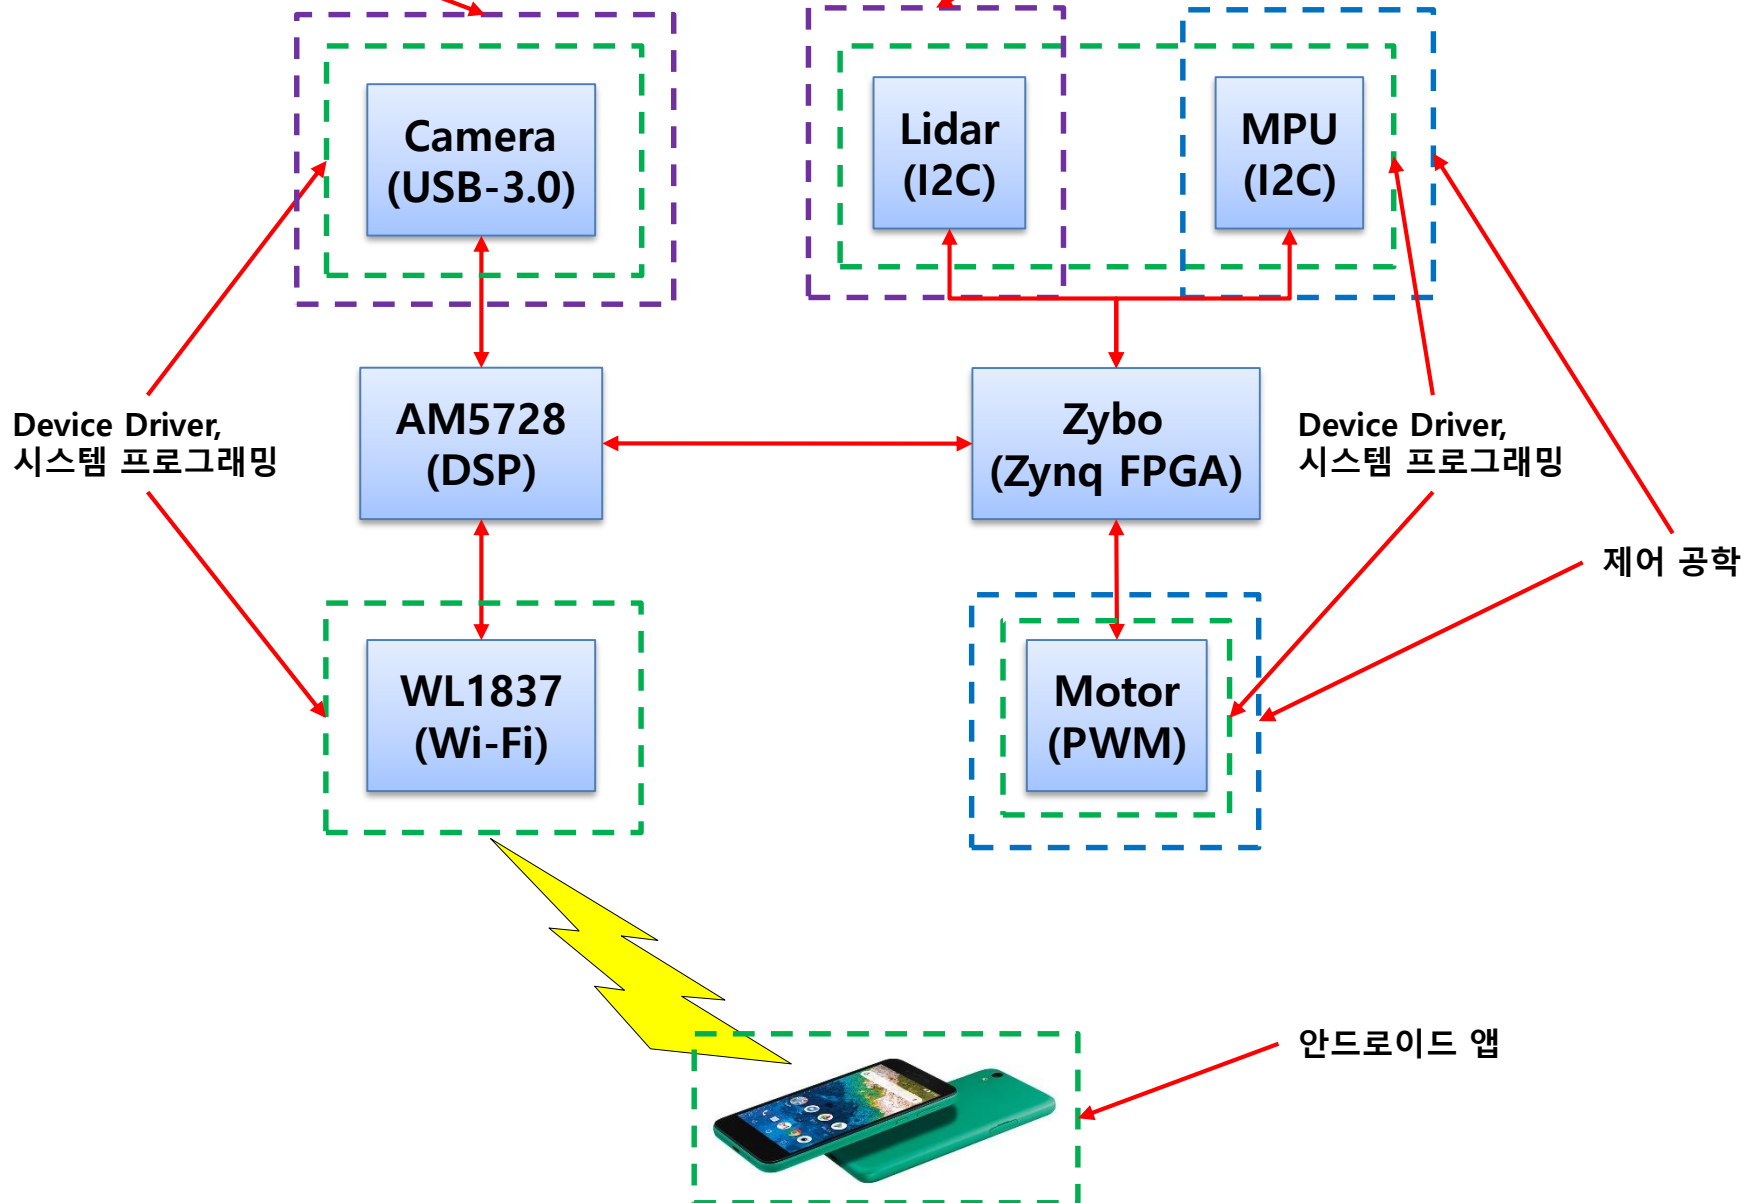 Camera
(USB-3.0)
Lidar
(I2C)
MPU
(I2C)
Device Driver,
시스템 프로그래밍
AM5728
(DSP)
Zybo
(Zynq FPGA)
Device Driver,
시스템 프로그래밍
제어 공학
WL1837
(Wi-Fi)
Motor
(PWM)
안드로이드 앱